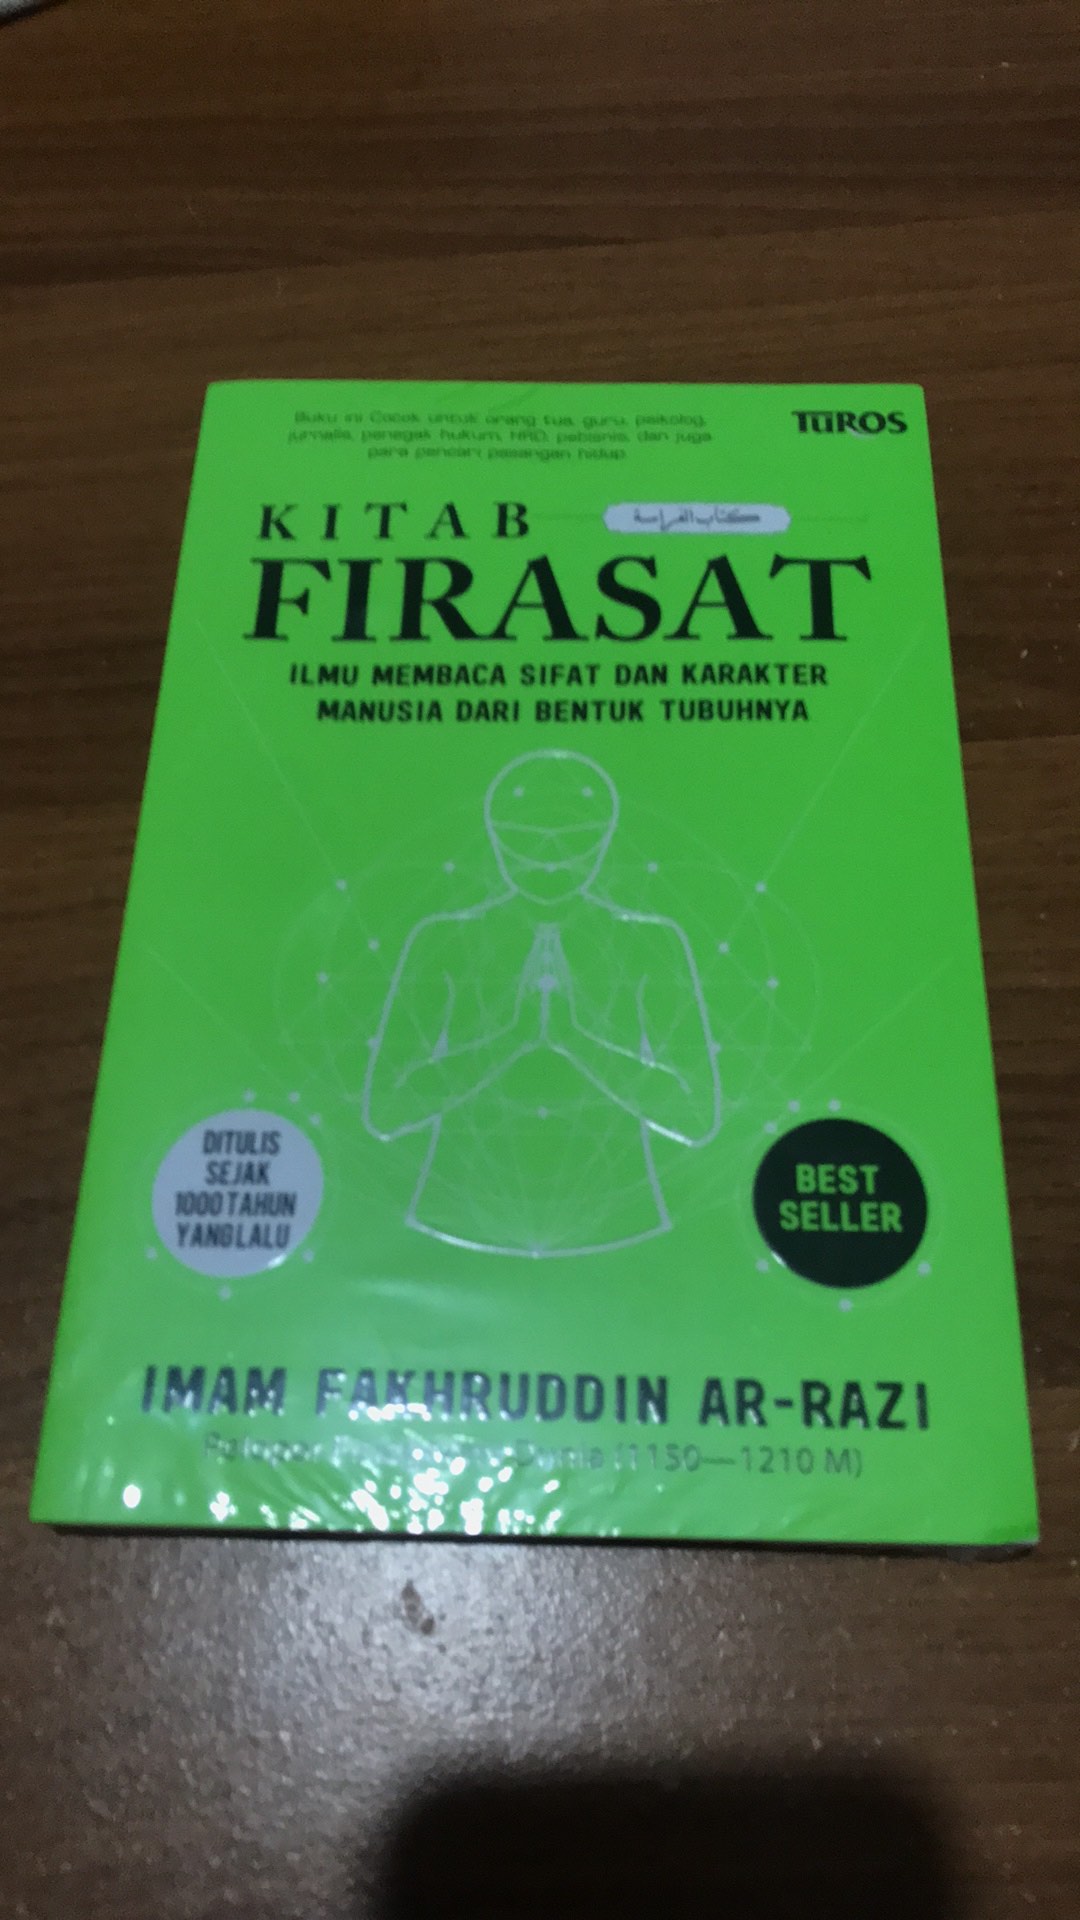 Buku ini Cocok untuk orang tua, guru, psikolog,
jurnalis, penegak hukum, HRD, pebisnis, dan juga
para pencari pasangan hidup.
TUROS
KITAB
كتاب الفراسة
FIRASAT
ILMU MEMBACA SIFAT DAN KARAKTER
MANUSIA DARI BENTUK TUBUHNYA
DITULIS
SEJAK
1000 TAHUN
YANG LALU
BEST
SELLER
IMAM FAKHRUDDIN AR-RAZI
Dunia (1150—1210 M)